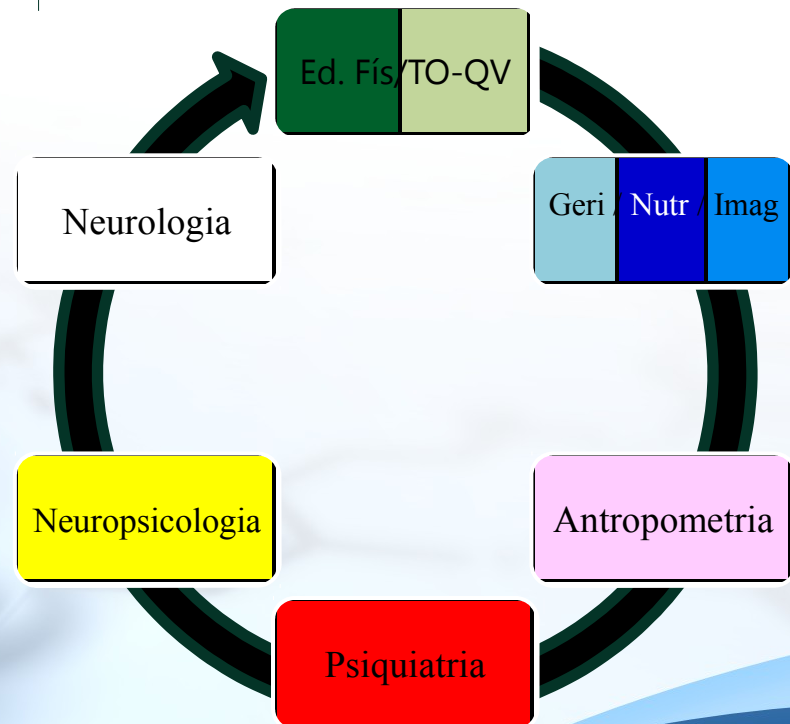 Ed. Fís/TO-QV
Geri / Nutr / Imag
Antropometria
Psiquiatria
Neuropsicologia
Neurologia